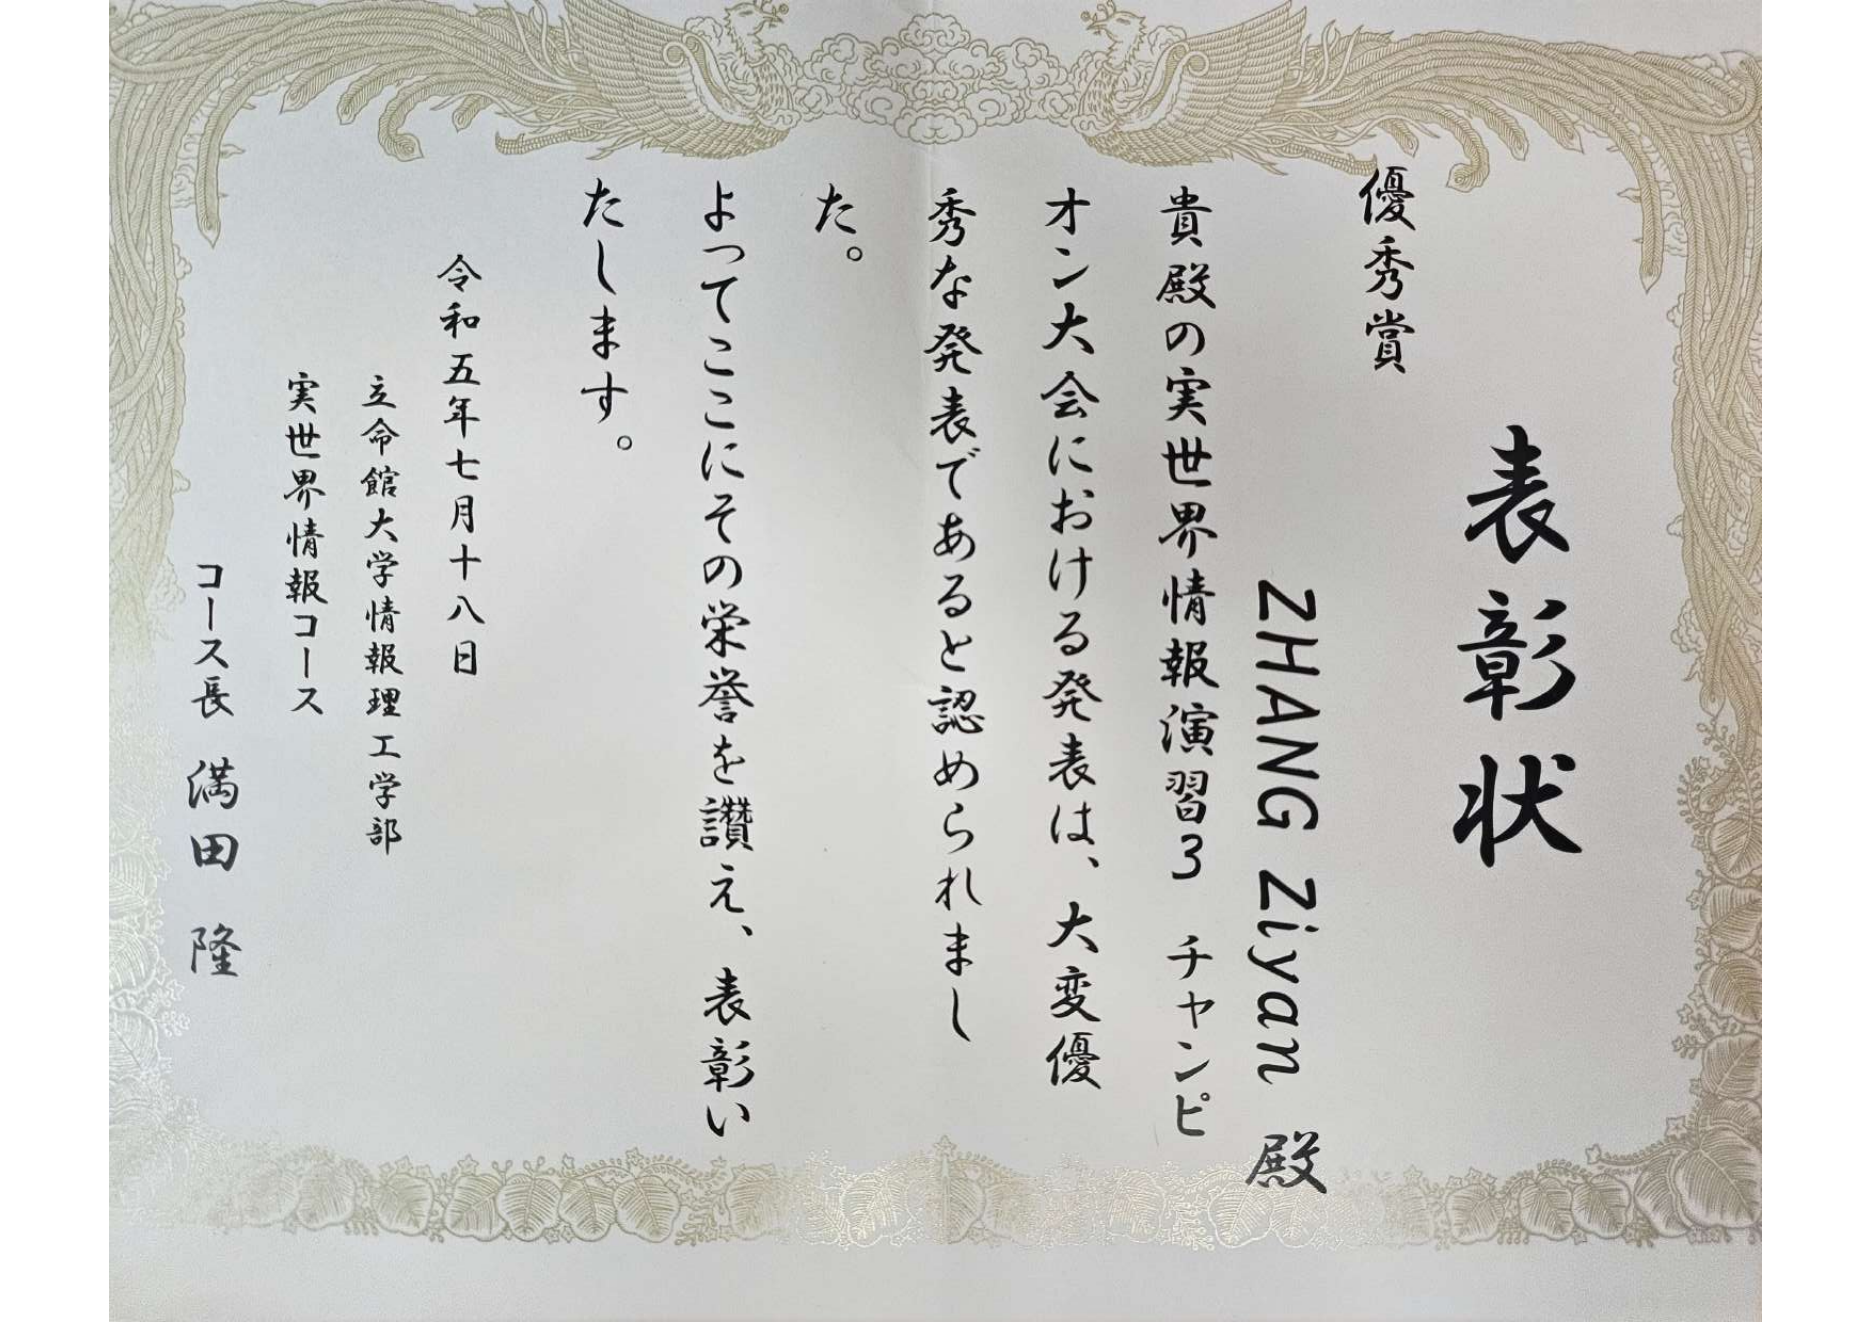 表彰状
優秀賞
ZHANG Ziyan 殿
貴殿の実世界情報演習3 チャンピ
オン大会における発表は、大変優
秀な発表であると認められまし
た。
よってここにその栄誉を讃え、表彰い
たします。
令和五年七月十八日
立命館大学情報理工学部
実世界情報コース
コース長 満田 隆